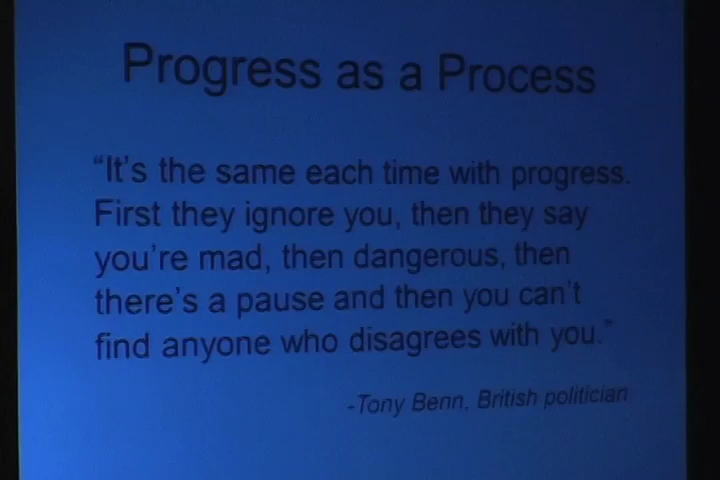 Progress as a Process
“It’s the same each time with progress.
First they ignore you, then they say
you’re mad, then dangerous, then
there’s a pause and then you can’t
find anyone who disagrees with you.”
-Tony Benn, British politician